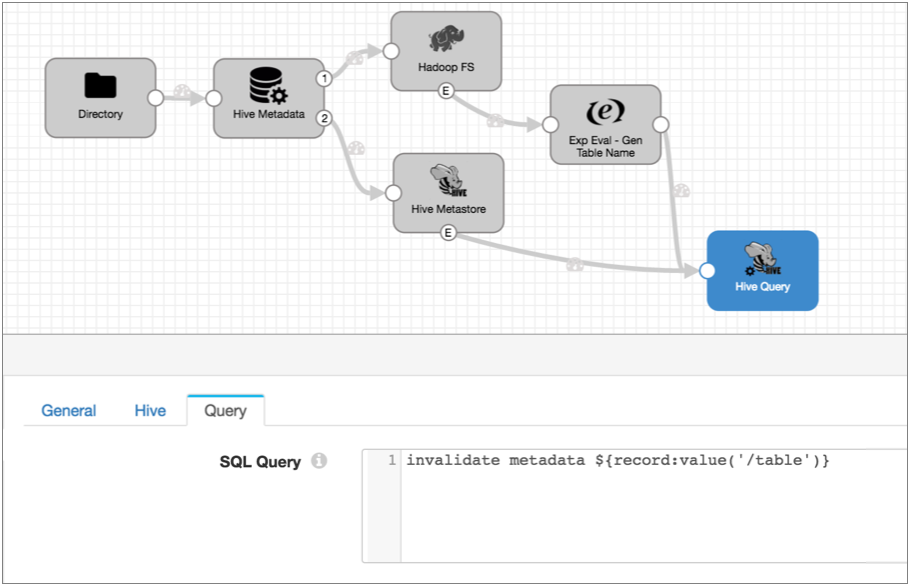 Directory
Hive Metadata
1
2
Hadoop FS
E
Exp Eval - Gen
Table Name
HIVE
Hive Metastore
E
HIVE
Hive Query
General
Hive
Query
SQL Query
1 invalidate metadata ${record:value('/table')}